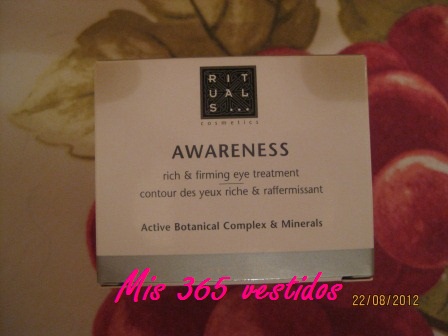 RIT
UAL
S...
cosmetics
AWARENESS
rich & firming eye treatment
contour des yeux riche & raffermissant
Active Botanical Complex & Minerals
Mis 365 vestidos
22/08/2012